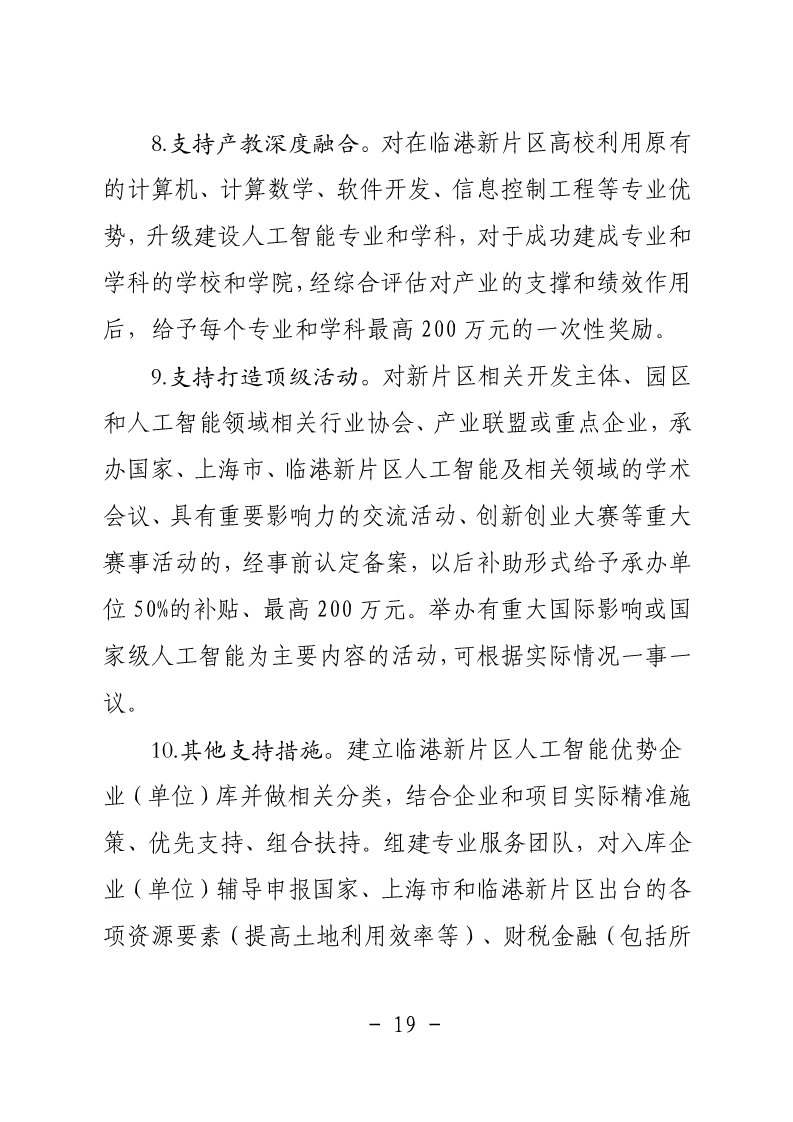 8.支持产教深度融合。对在临港新片区高校利用原有
的计算机、计算数学、软件开发、信息控制工程等专业优
势，升级建设人工智能专业和学科，对于成功建成专业和
学科的学校和学院，经综合评估对产业的支撑和绩效作用
后，给予每个专业和学科最高 200 万元的一次性奖励。
9.支持打造顶级活动。对新片区相关开发主体、园区
和人工智能领域相关行业协会、产业联盟或重点企业，承
办国家、上海市、临港新片区人工智能及相关领域的学术
会议、具有重要影响力的交流活动、创新创业大赛等重大
赛事活动的，经事前认定备案，以后补助形式给予承办单
位 50%的补贴、最高 200 万元。举办有重大国际影响或国
家级人工智能为主要内容的活动，可根据实际情况一事一
议。
10.其他支持措施。建立临港新片区人工智能优势企
业（单位）库并做相关分类，结合企业和项目实际精准施
策、优先支持、组合扶持。组建专业服务团队，对入库企
业（单位）辅导申报国家、上海市和临港新片区出台的各
项资源要素（提高土地利用效率等）、财税金融（包括所
- 19 -